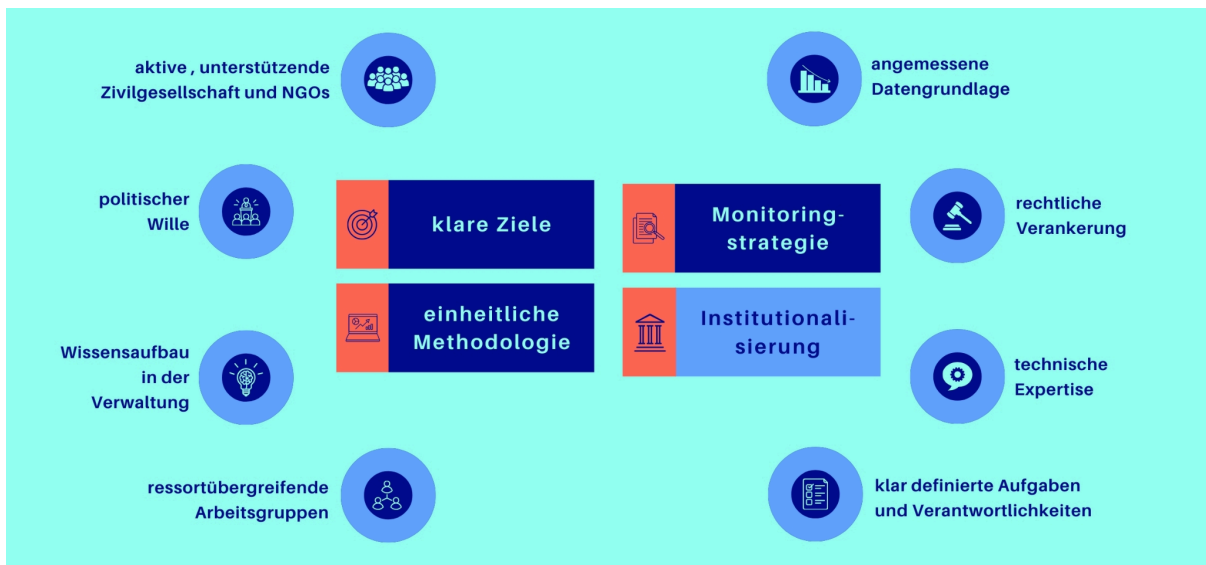 aktive , unterstützende
Zivilgesellschaft und NGOs
angemessene
Datengrundlage
politischer
Wille
klare Ziele
Monitoring-
strategie
rechtliche
Verankerung
Wissensaufbau
in der
Verwaltung
einheitliche
Methodologie
Institutionali-
sierung
technische
Expertise
ressortübergreifende
Arbeitsgruppen
klar definierte Aufgaben
und Verantwortlichkeiten